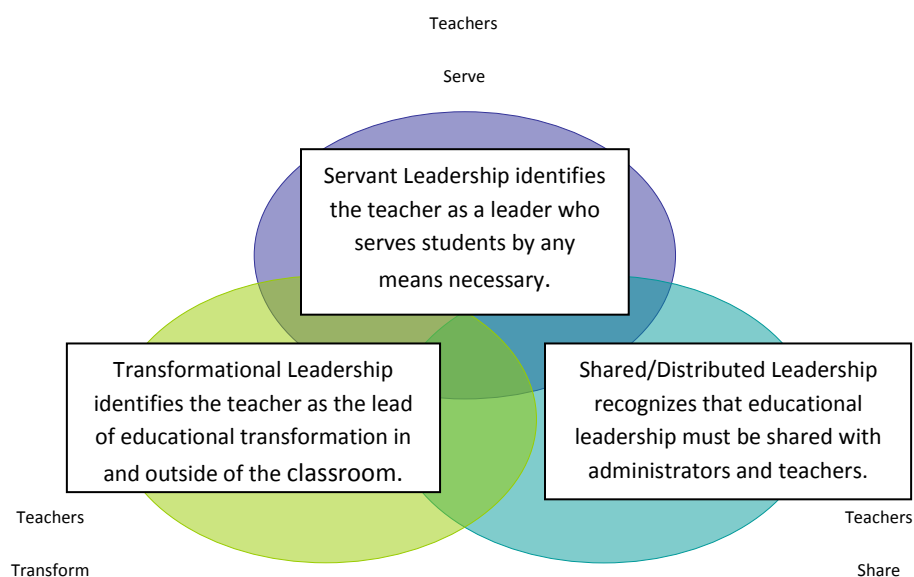 Teachers
Serve
Servant Leadership identifies
the teacher as a leader who
serves students by any
means necessary.
Transformational Leadership
identifies the teacher as the lead
of educational transformation in
and outside of the classroom.
Shared/Distributed Leadership
recognizes that educational
leadership must be shared with
administrators and teachers.
Teachers
Transform
Teachers
Share